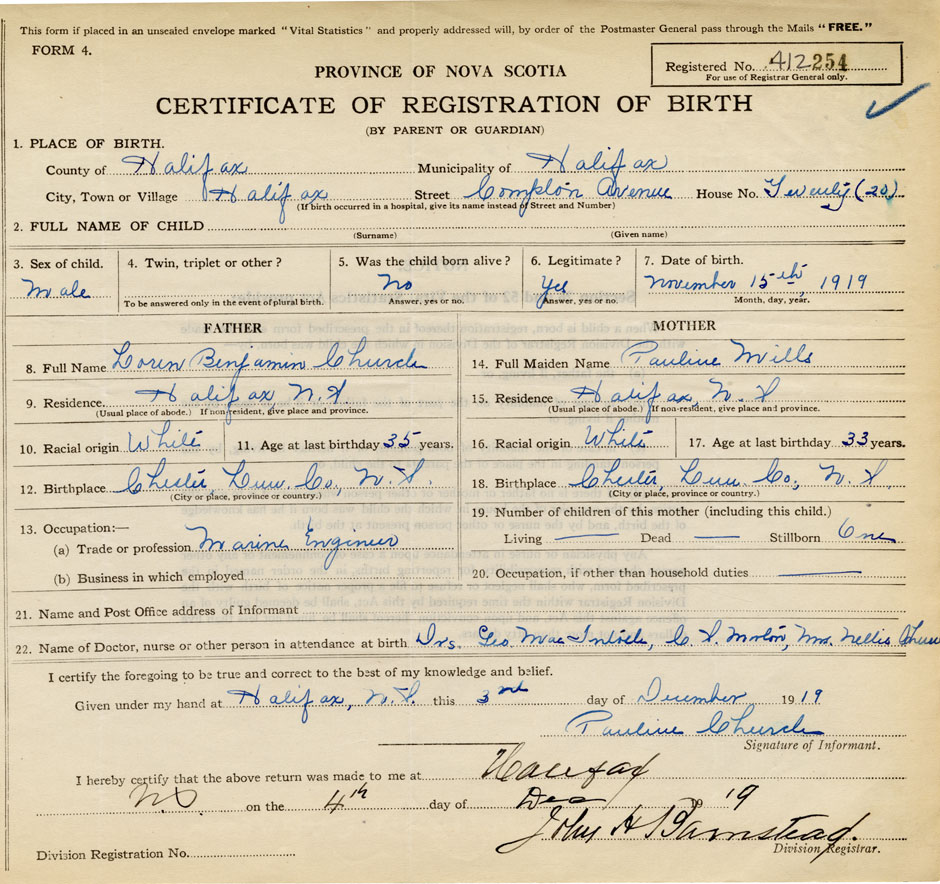 This form if placed in an unsealed envelope marked "Vital Statistics" and properly addressed will, by order of the Postmaster General pass through the Mails "FREE."
FORM 4.
Registered No. 412254
For use of Registrar General only.
PROVINCE OF NOVA SCOTIA
CERTIFICATE OF REGISTRATION OF BIRTH
(BY PARENT OR GUARDIAN)
1. PLACE OF BIRTH.
County of Halifax Municipality of Halifax
City, Town or Village Halifax Street Compton Avenue House No. Twenty (20)
(If birth occurred in a hospital, give its name instead of Street and Number)
2. FULL NAME OF CHILD
(Surname) (Given name)
3. Sex of child. 4. Twin, triplet or other? 5. Was the child born alive? 6. Legitimate? 7. Date of birth.
Male No Yes November 15th, 1919
To be answered only in the event of plural birth. Answer, yes or no. Answer, yes or no. Month, day, year.
FATHER MOTHER
8. Full Name Loren Benjamin Church 14. Full Maiden Name Pauline Mills
9. Residence. Halifax, N.S 15. Residence Halifax, N. S
(Usual place of abode.) If non-resident, give place and province. (Usual place of abode.) If non-resident, give place and province.
10. Racial origin White 11. Age at last birthday 35 years. 16. Racial origin White 17. Age at last birthday 33 years.
12. Birthplace Chester, Lun. Co., N.S. 18. Birthplace Chester, Lun. Co., N. S.
(City or place, province or country.) (City or place, province or country.)
13. Occupation:— 19. Number of children of this mother (including this child.)
(a) Trade or profession Marine Engineer Living — Dead — Stillborn One
(b) Business in which employed 20. Occupation, if other than household duties —
21. Name and Post Office address of Informant
22. Name of Doctor, nurse or other person in attendance at birth Drs. Geo. Mac Intosh, C. S. Morton, Mrs. Nellie
I certify the foregoing to be true and correct to the best of my knowledge and belief.
Given under my hand at Halifax, N.S. this 3rd day of December 1919
Pauline Church
Signature of Informant.
I hereby certify that the above return was made to me at Halifax
NS on the 4th day of Dec 1919
John H Barnstead.
Division Registrar.
Division Registration No.